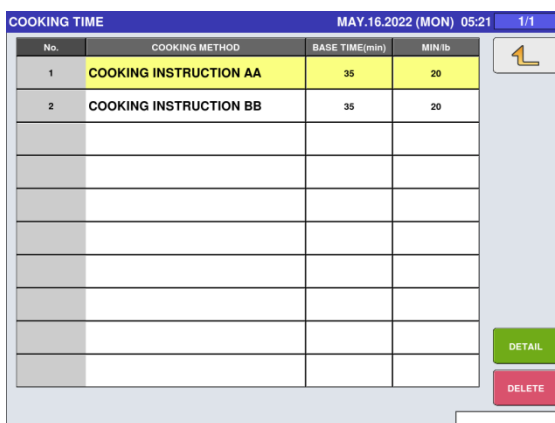 COOKING TIME MAY.16.2022 (MON) 05:21 1/1
No. COOKING METHOD BASE TIME(min) MIN/lb
1 COOKING INSTRUCTION AA 35 20
2 COOKING INSTRUCTION BB 35 20
DETAIL
DELETE